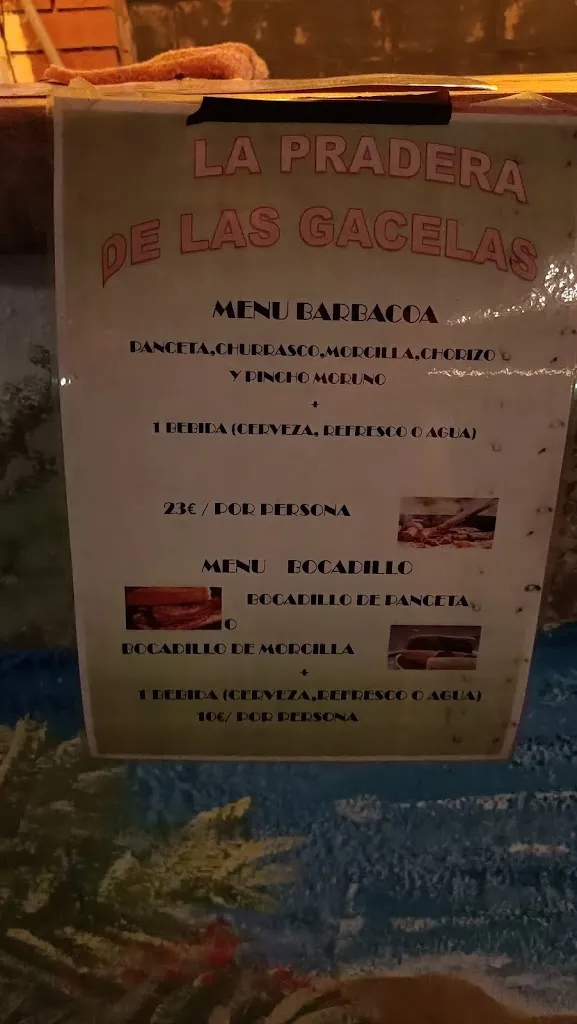 LA PRADERA
DE LAS GACELAS
MENU BARBACOA
PANCETA,CHURRASCO,MORCILLA,CHORIZO
Y PINCHO MORUNO
+
1 BEBIDA (CERVEZA, REFRESCO O AGUA)
23€ / POR PERSONA
MENU BOCADILLO
BOCADILLO DE PANCETA
O
BOCADILLO DE MORCILLA
+
1 BEBIDA (CERVEZA,REFRESCO O AGUA)
10€/ POR PERSONA